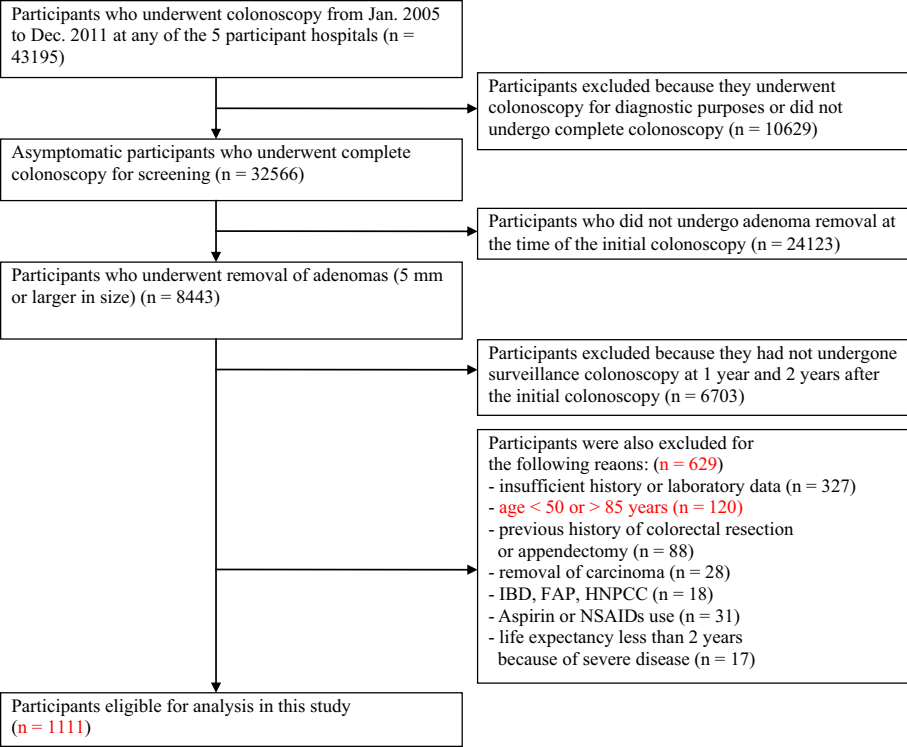 Participants who underwent colonoscopy from Jan. 2005
to Dec. 2011 at any of the 5 participant hospitals (n =
43195)
Participants excluded because they underwent
colonoscopy for diagnostic purposes or did not
undergo complete colonoscopy (n = 10629)
Asymptomatic participants who underwent complete
colonoscopy for screening (n = 32566)
Participants who did not undergo adenoma removal at
the time of the initial colonoscopy (n = 24123)
Participants who underwent removal of adenomas (5 mm
or larger in size) (n = 8443)
Participants excluded because they had not undergone
surveillance colonoscopy at 1 year and 2 years after
the initial colonoscopy (n = 6703)
Participants were also excluded for
the following reaons: (n = 629)
- insufficient history or laboratory data (n = 327)
- age < 50 or > 85 years (n = 120)
- previous history of colorectal resection
or appendectomy (n = 88)
- removal of carcinoma (n = 28)
- IBD, FAP, HNPCC (n = 18)
- Aspirin or NSAIDs use (n = 31)
- life expectancy less than 2 years
because of severe disease (n = 17)
Participants eligible for analysis in this study
(n = 1111)